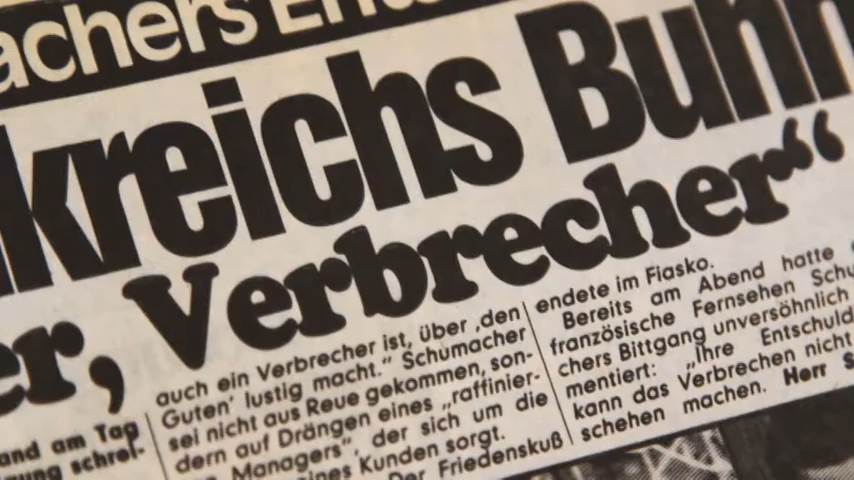 achers Ent
kreichs Buhm
er, Verbrecher“
and am Tag
ung schrei-
auch ein Verbrecher ist, über ‚den
Guten’ lustig macht.“ Schumacher
sei nicht aus Reue gekommen, son-
dern auf Drängen eines „raffinier-
Managers“, der sich um die
eines Kunden sorgt.
Der Friedenskuß
endete im Fiasko.
Bereits am Abend hatte
französische Fernsehen Schu
chers Bittgang unversöhnlich
mentiert: „Ihre Entschuld
kann das Verbrechen nicht
schehen machen. Herr S